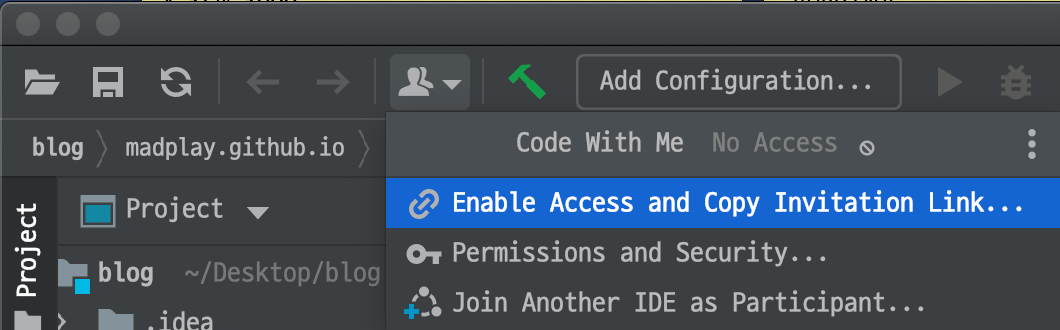 Add Configuration...
blog madplay.github.io
Code With Me No Access
Project
Project
Enable Access and Copy Invitation Link...
Permissions and Security...
blog ~/Desktop/blog
Join Another IDE as Participant...
.idea